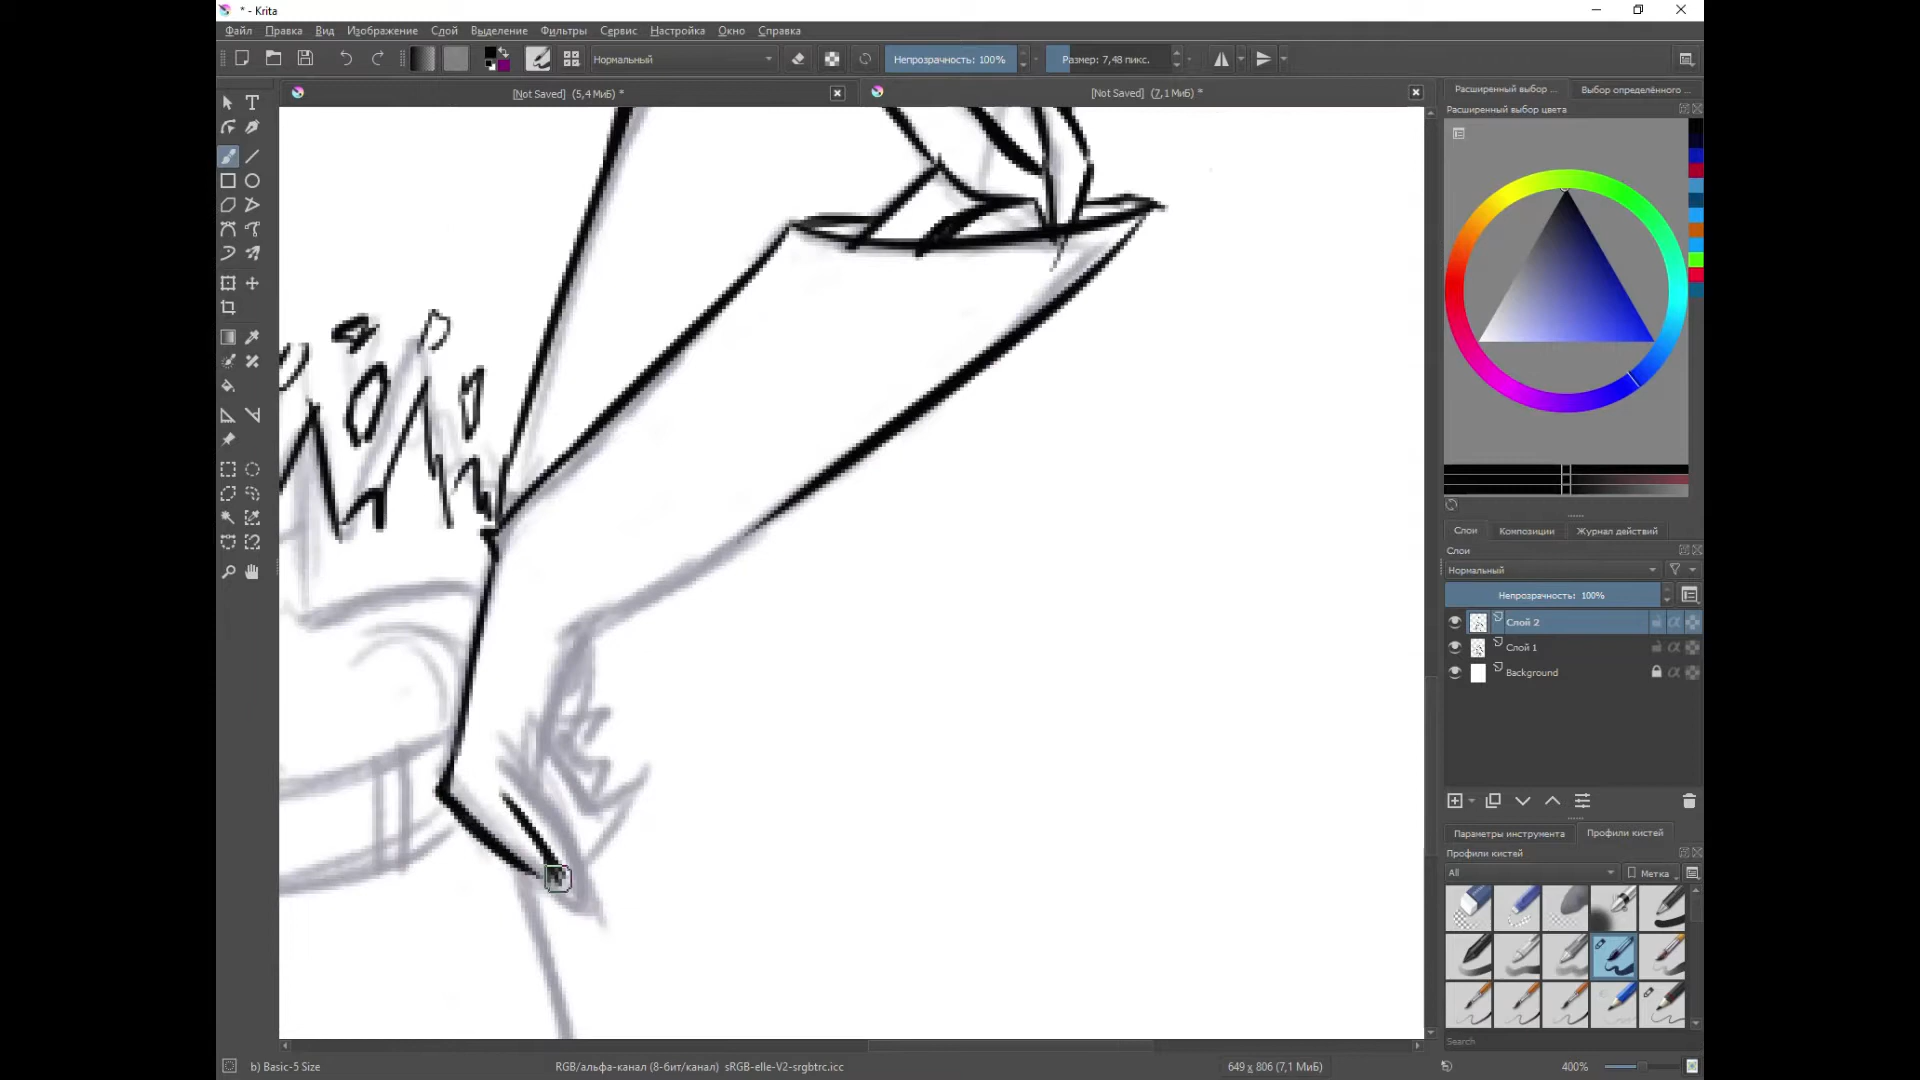 * - Krita
Файл Правка Вид Изображение Слой Выделение Фильтры Сервис Настройка Окно Справка
Нормальный Непрозрачность: 100% Размер: 7,48 пикс.
[Not Saved] (5,4 МиБ) * [Not Saved] (7,1 МиБ) *
Расширенный выбор ... Выбор определённого ...
Расширенный выбор цвета
Слои Композиции Журнал действий
Слои
Нормальный
Непрозрачность: 100%
Слой 2
Слой 1
Background
Параметры инструмента Профили кистей
Профили кистей
All Метка
Search
b) Basic-5 Size RGB/альфа-канал (8-бит/канал) sRGB-elle-V2-srgbtrc.icc 649 x 806 (7,1 МиБ) 400%